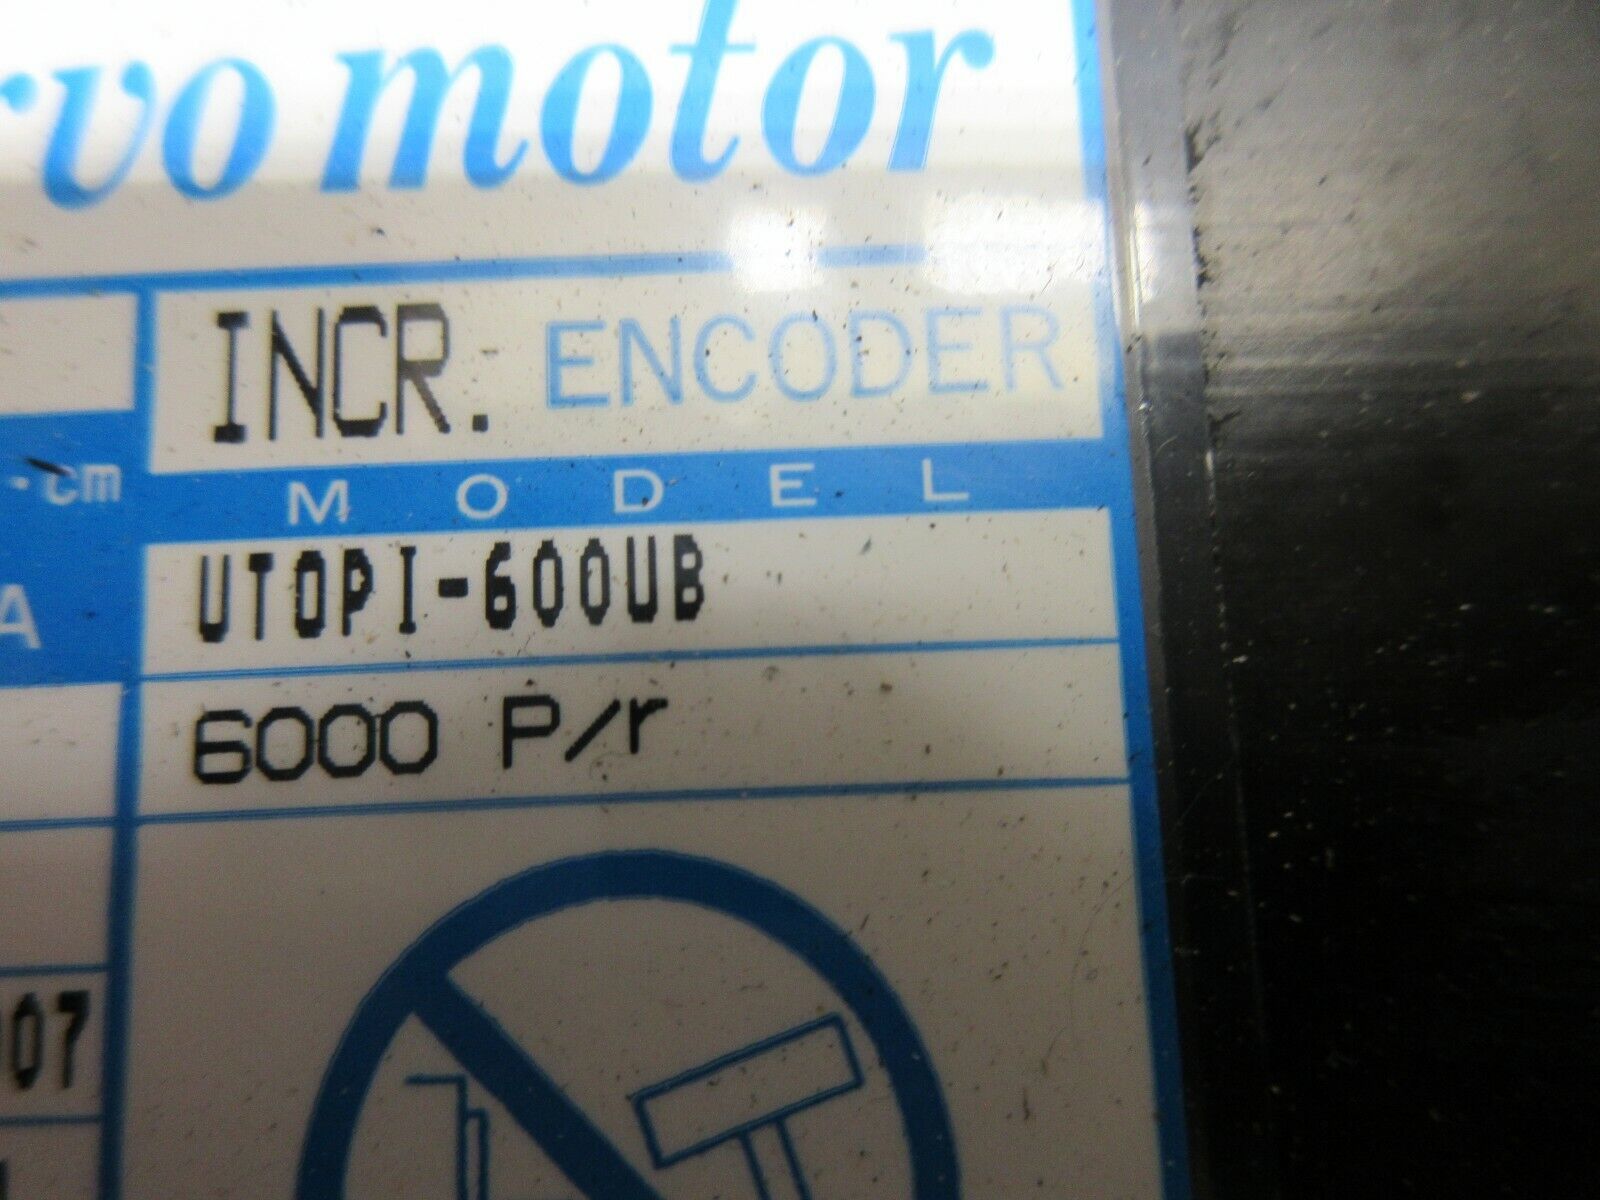 rvo motor
INCR. ENCODER
-cm
MODEL
A
UTOPI-600UB
6000 P/r
07